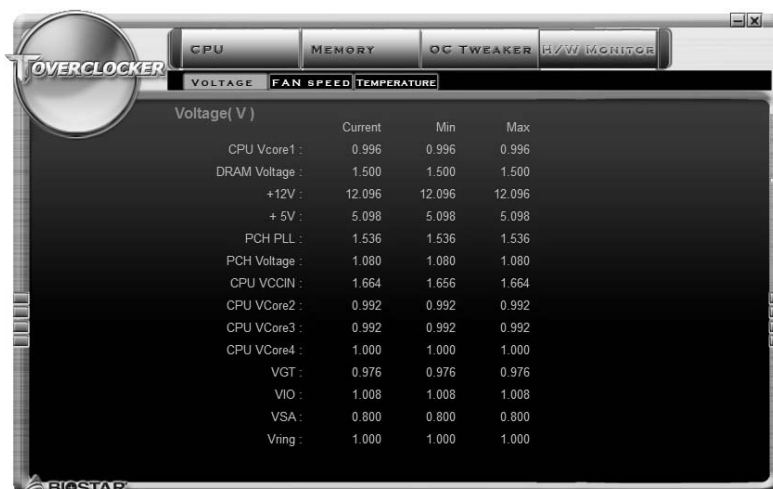 TOVERCLOCKER
CPU MEMORY OC TWEAKER H/W MONITOR
VOLTAGE FAN SPEED TEMPERATURE
Voltage( V )
Current Min Max
CPU Vcore1 : 0.996 0.996 0.996
DRAM Voltage : 1.500 1.500 1.500
+12V : 12.096 12.096 12.096
+ 5V : 5.098 5.098 5.098
PCH PLL : 1.536 1.536 1.536
PCH Voltage : 1.080 1.080 1.080
CPU VCCIN : 1.664 1.656 1.664
CPU VCore2 : 0.992 0.992 0.992
CPU VCore3 : 0.992 0.992 0.992
CPU VCore4 : 1.000 1.000 1.000
VGT : 0.976 0.976 0.976
VIO : 1.008 1.008 1.008
VSA : 0.800 0.800 0.800
Vring : 1.000 1.000 1.000
BIOSTAR